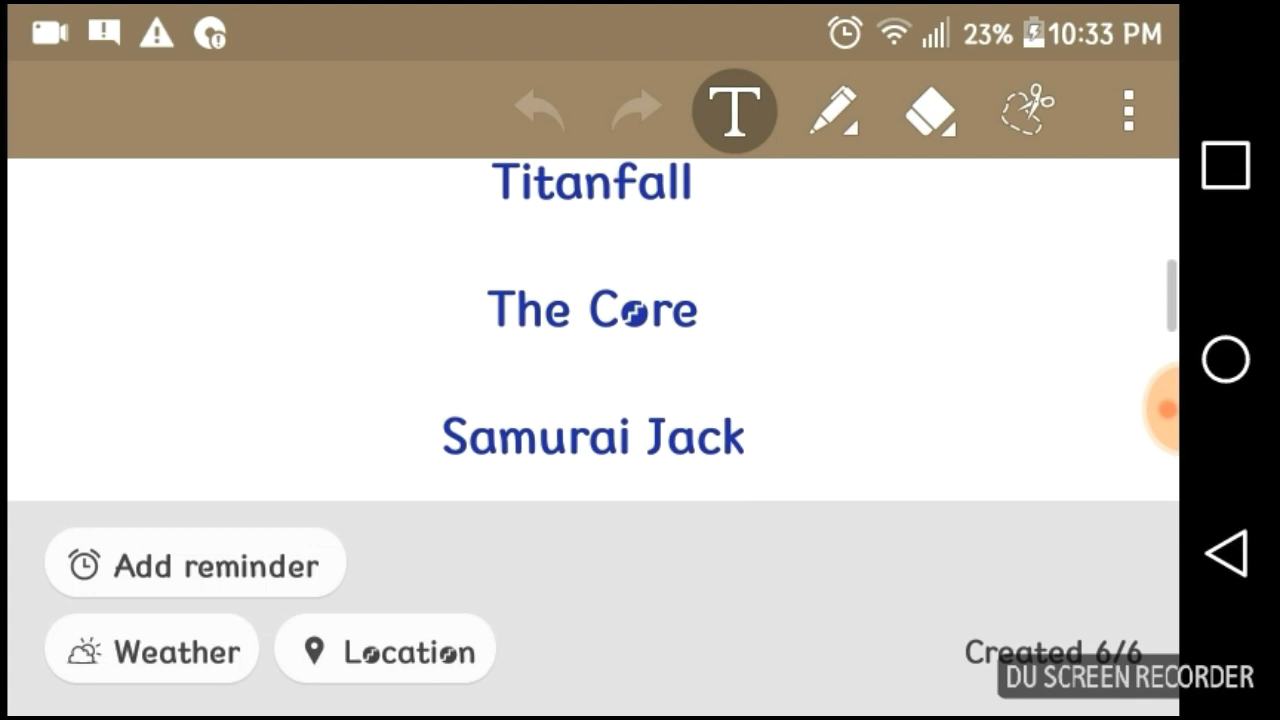 23% 10:33 PM
T
Titanfall
The Core
Samurai Jack
Add reminder
Weather
Location
Created 6/6
DU SCREEN RECORDER